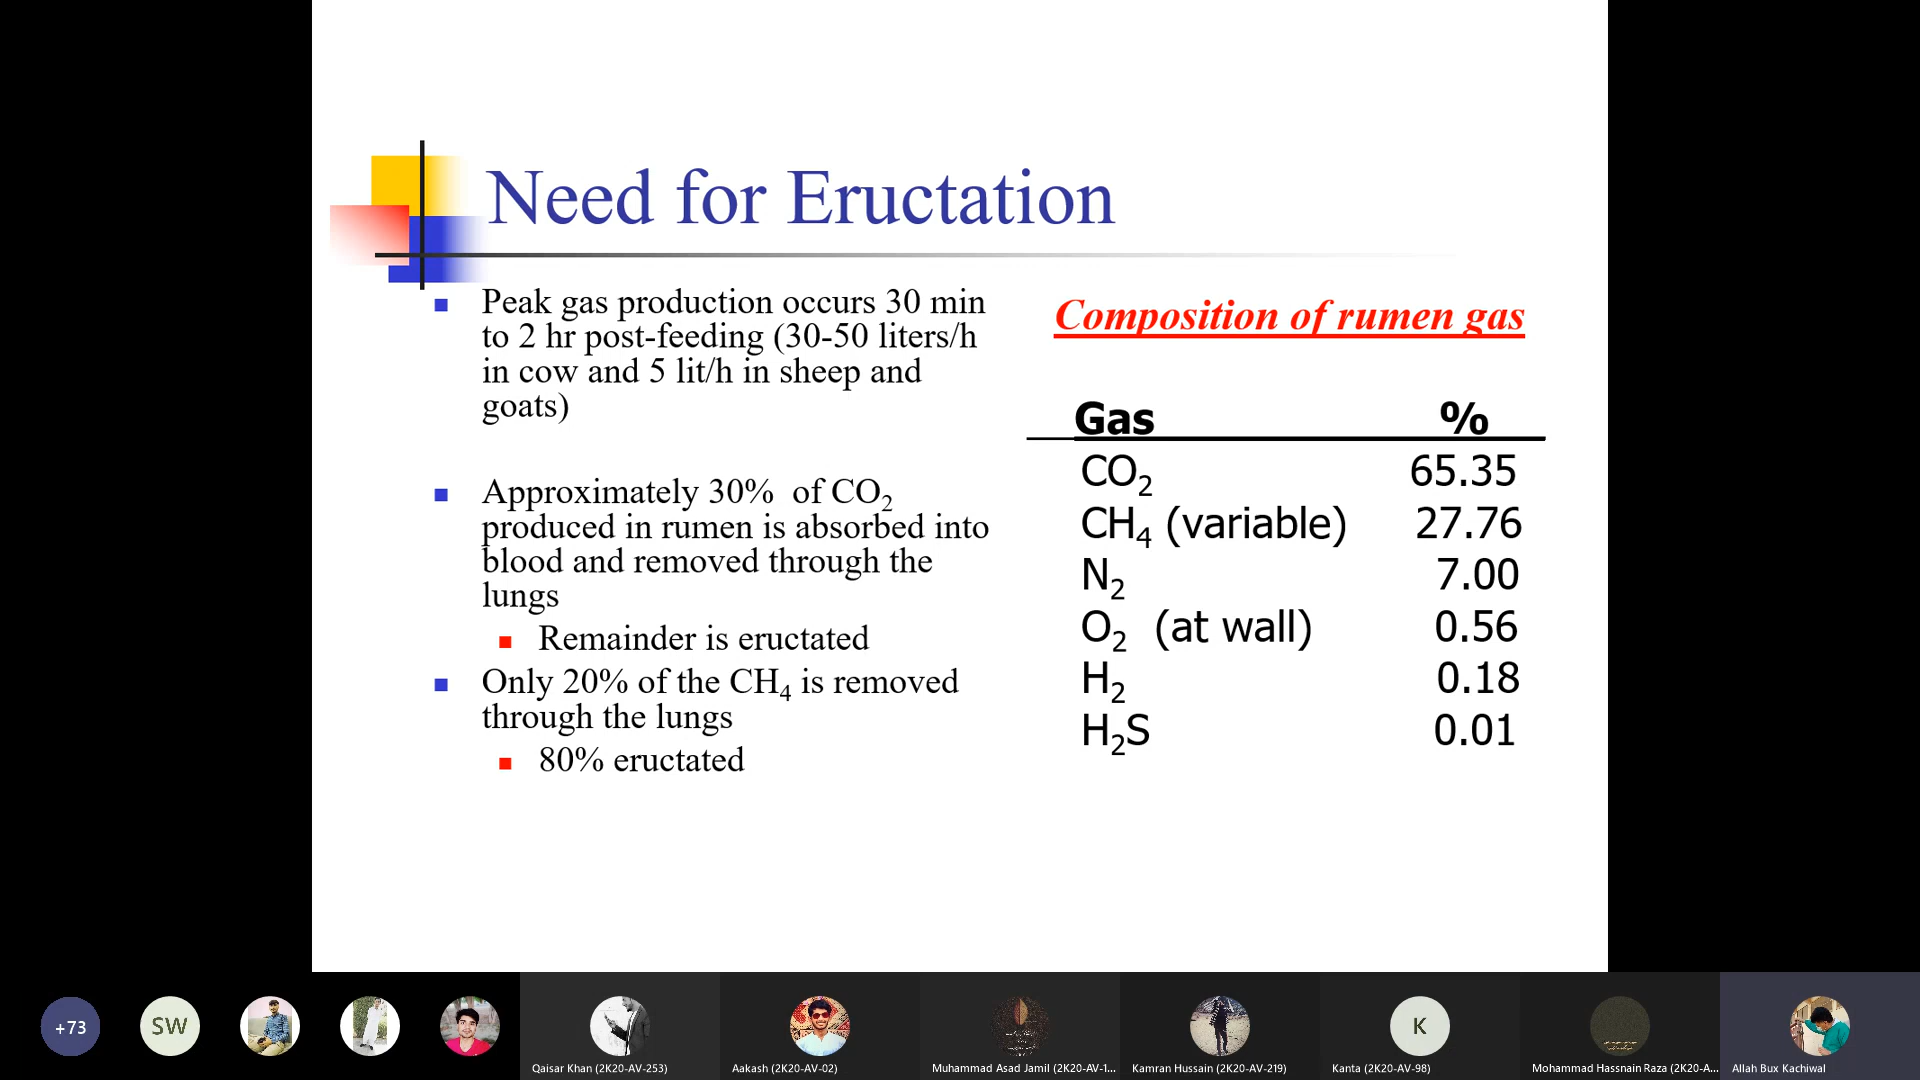 Need for Eructation
Peak gas production occurs 30 min
to 2 hr post-feeding (30-50 liters/h
in cow and 5 lit/h in sheep and
goats)
Approximately 30% of CO2
produced in rumen is absorbed into
blood and removed through the
lungs
Remainder is eructated
Only 20% of the CH4 is removed
through the lungs
80% eructated
Composition of rumen gas
Gas %
CO2 65.35
CH4 (variable) 27.76
N2 7.00
O2 (at wall) 0.56
H2 0.18
H2S 0.01
+73
SW
K
Qaisar Khan (2K20-AV-253)
Aakash (2K20-AV-02)
Muhammad Asad Jamil (2K20-AV-1...
Kamran Hussain (2K20-AV-219)
Kanta (2K20-AV-98)
Mohammad Hassnain Raza (2K20-A...
Allah Bux Kachiwal